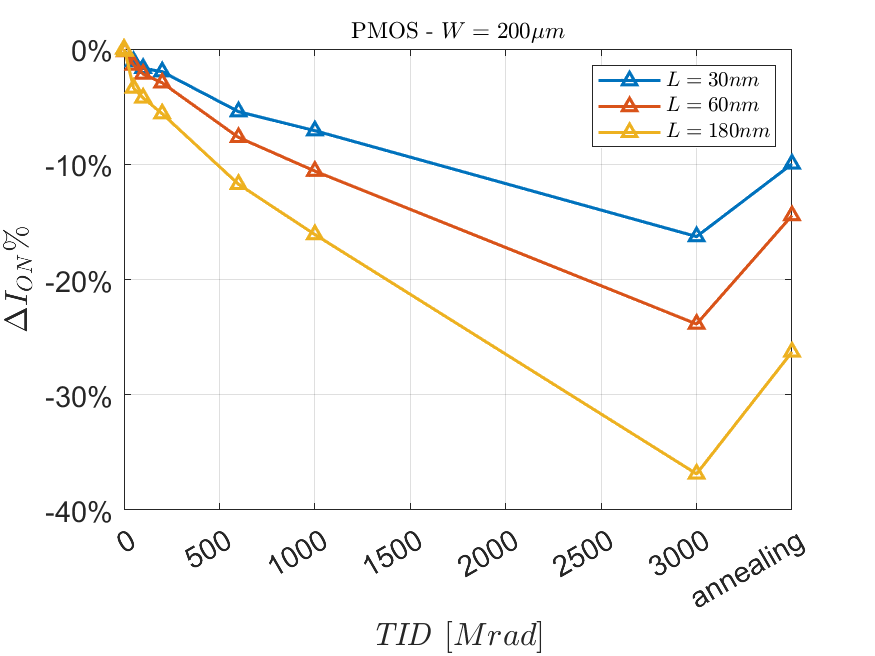 PMOS - W = 200μm
0%
-10%
-20%
-30%
-40%
ΔI_ON%
L = 30nm
L = 60nm
L = 180nm
0
500
1000
1500
2000
2500
3000
annealing
TID [Mrad]